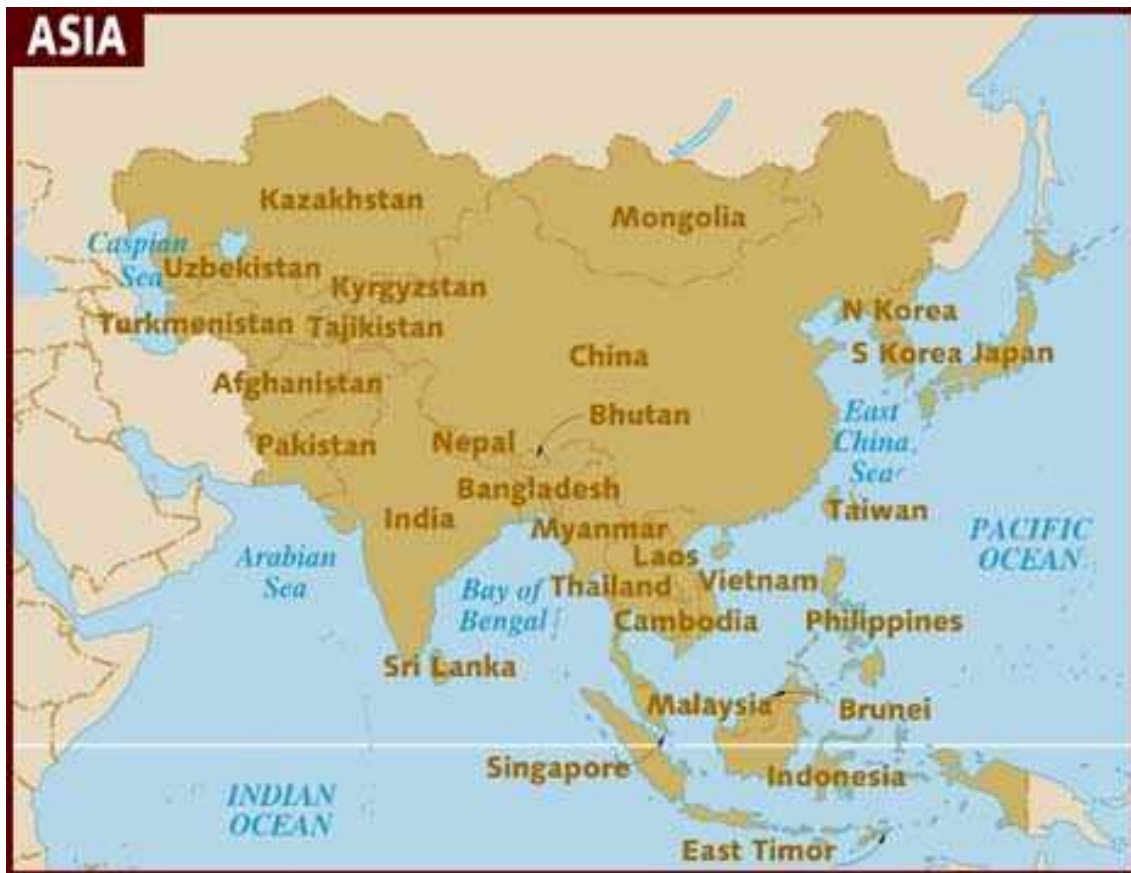 ASIA
Kazakhstan
Mongolia
Caspian
Sea
Uzbekistan
Kyrgyzstan
N Korea
Turkmenistan
Tajikistan
China
S Korea
Japan
Afghanistan
Bhutan
East
China
Sea
Pakistan
Nepal
Bangladesh
India
Taiwan
Myanmar
PACIFIC
OCEAN
Arabian
Sea
Laos
Bay of
Bengal
Thailand
Vietnam
Cambodia
Philippines
Sri Lanka
Malaysia
Brunei
Singapore
Indonesia
INDIAN
OCEAN
East Timor